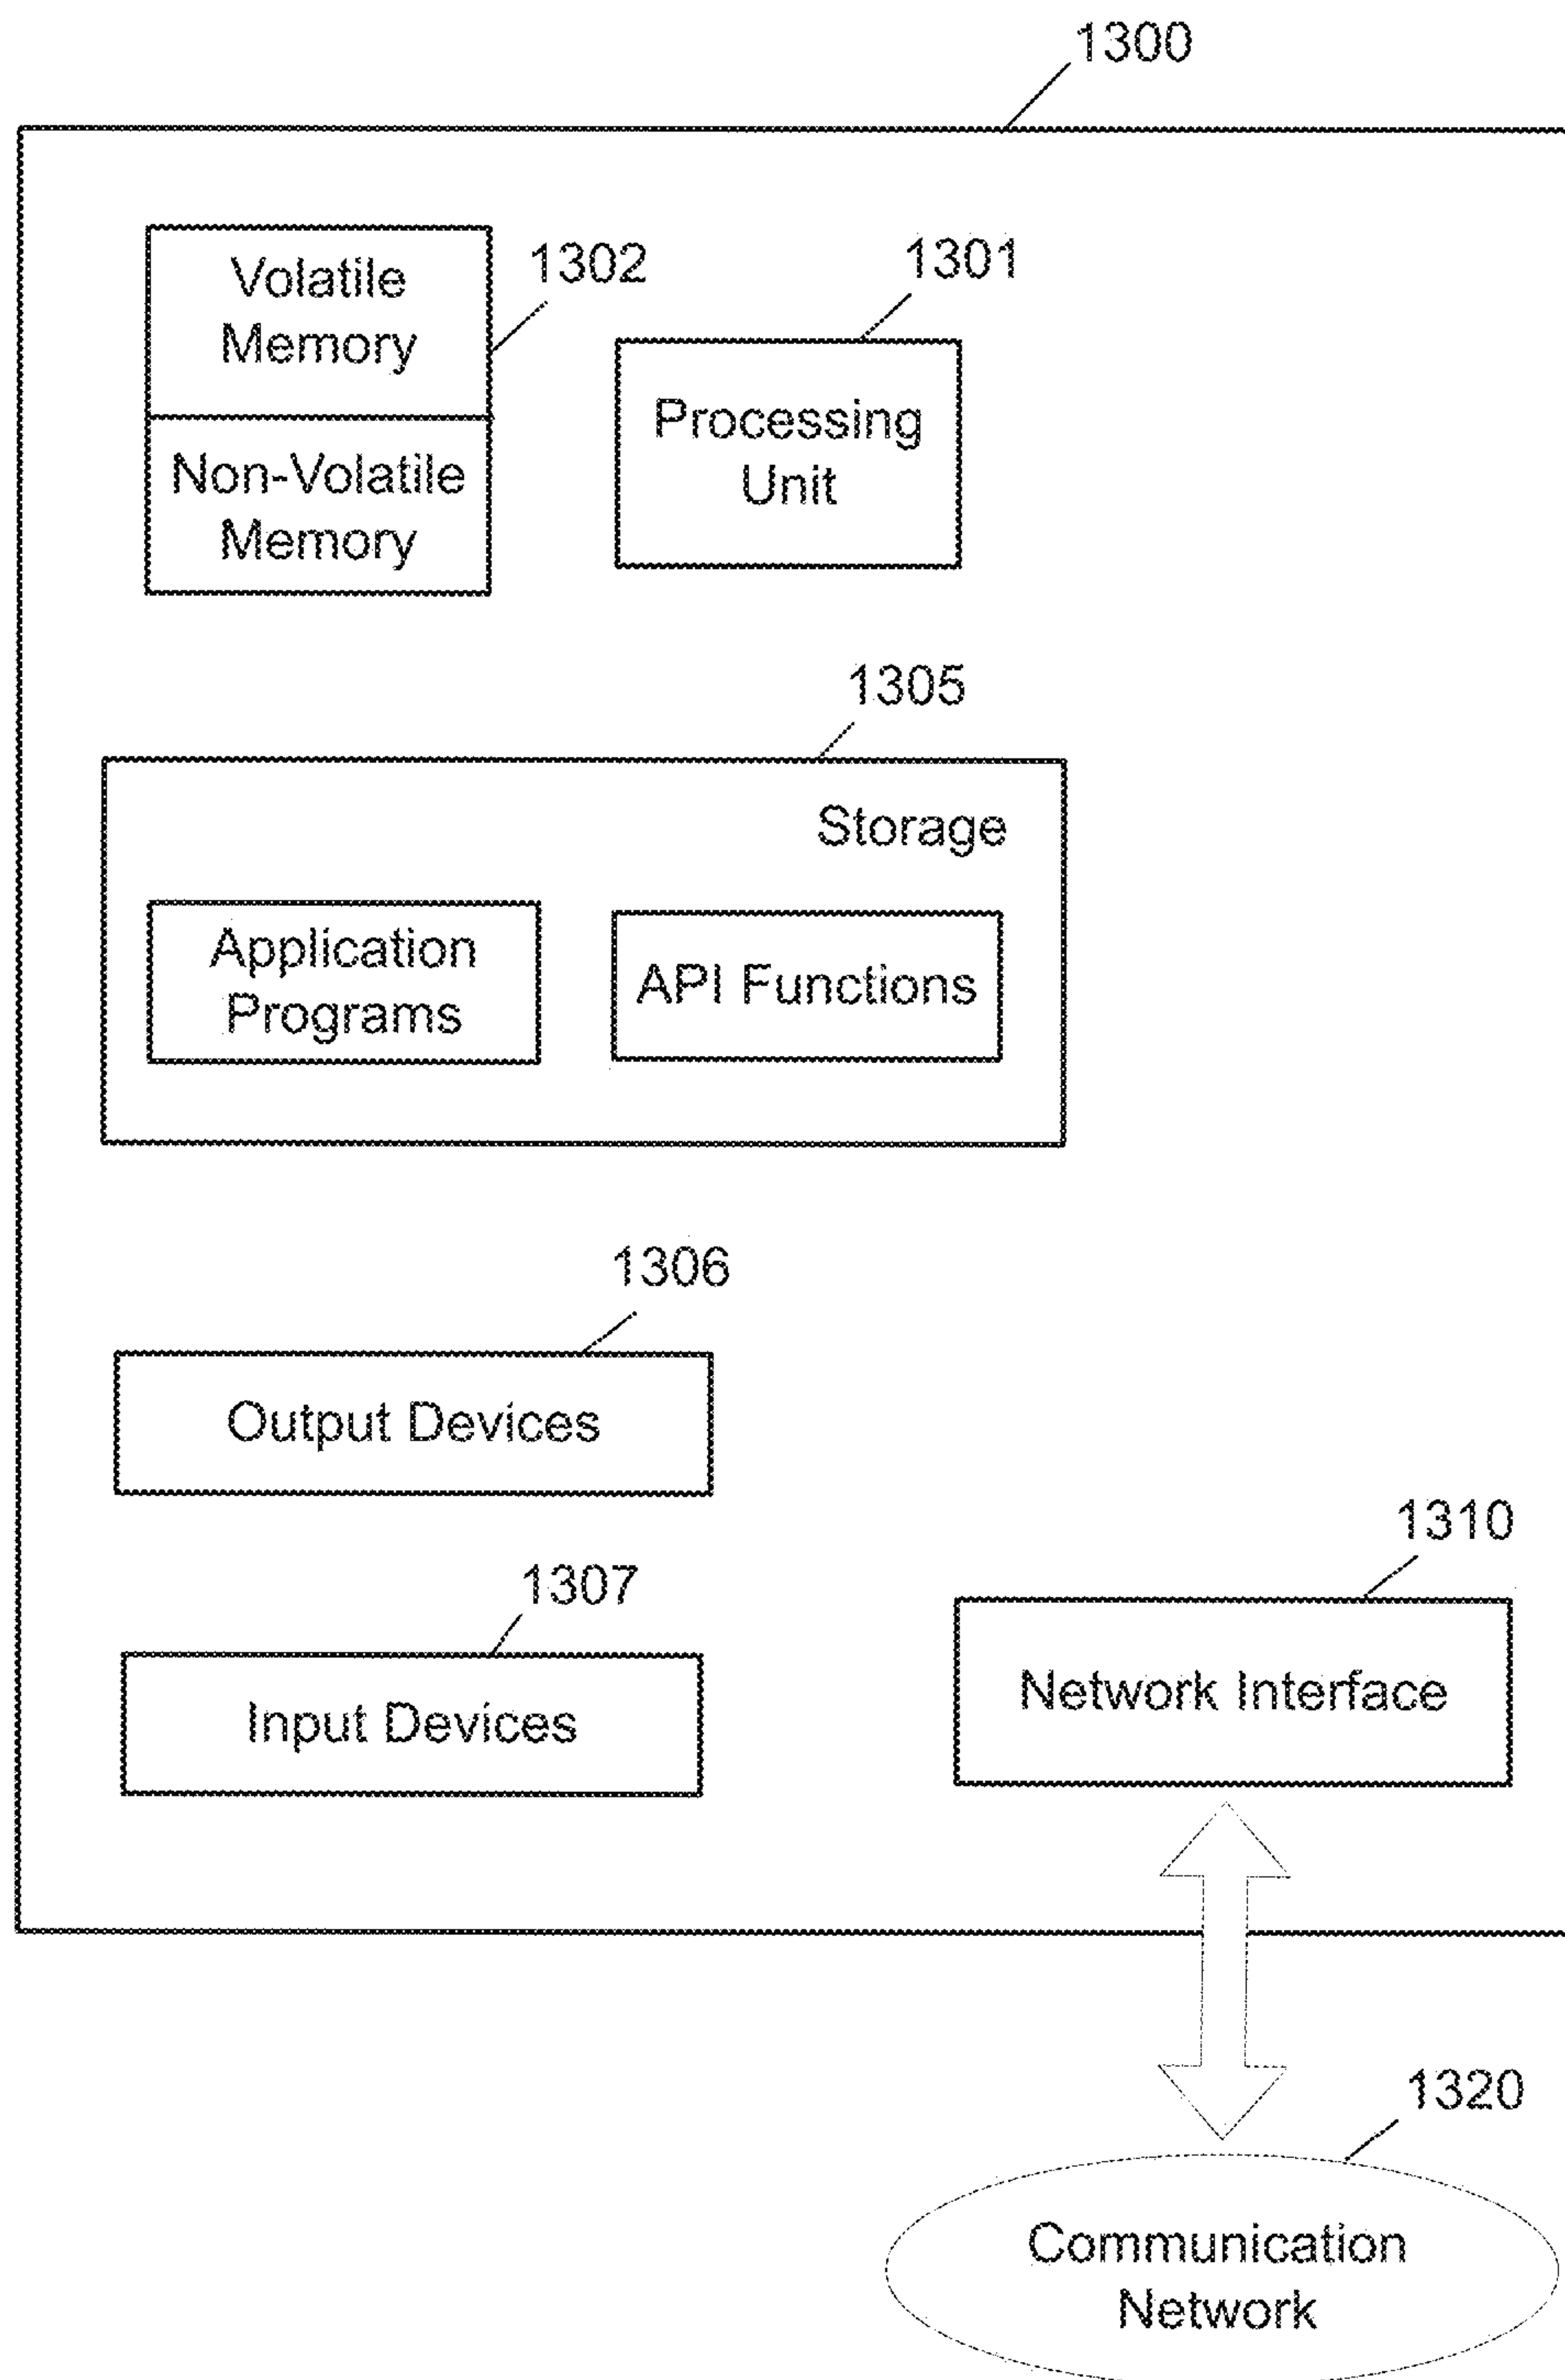 1300
Volatile
Memory
1302
Non-Volatile
Memory
1301
Processing
Unit
1305
Storage
Application
Programs
API Functions
1306
Output Devices
1307
Input Devices
1310
Network Interface
1320
Communication
Network